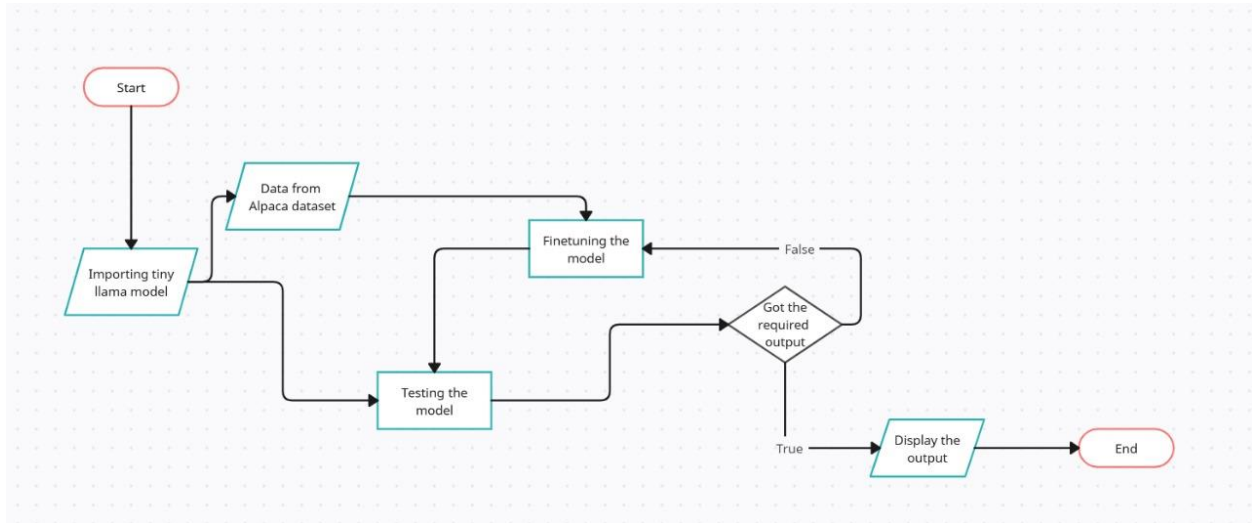 Start
Data from
Alpaca dataset
Importing tiny
llama model
Finetuning the
model
False
Got the
required
output
Testing the
model
True
Display the
output
End